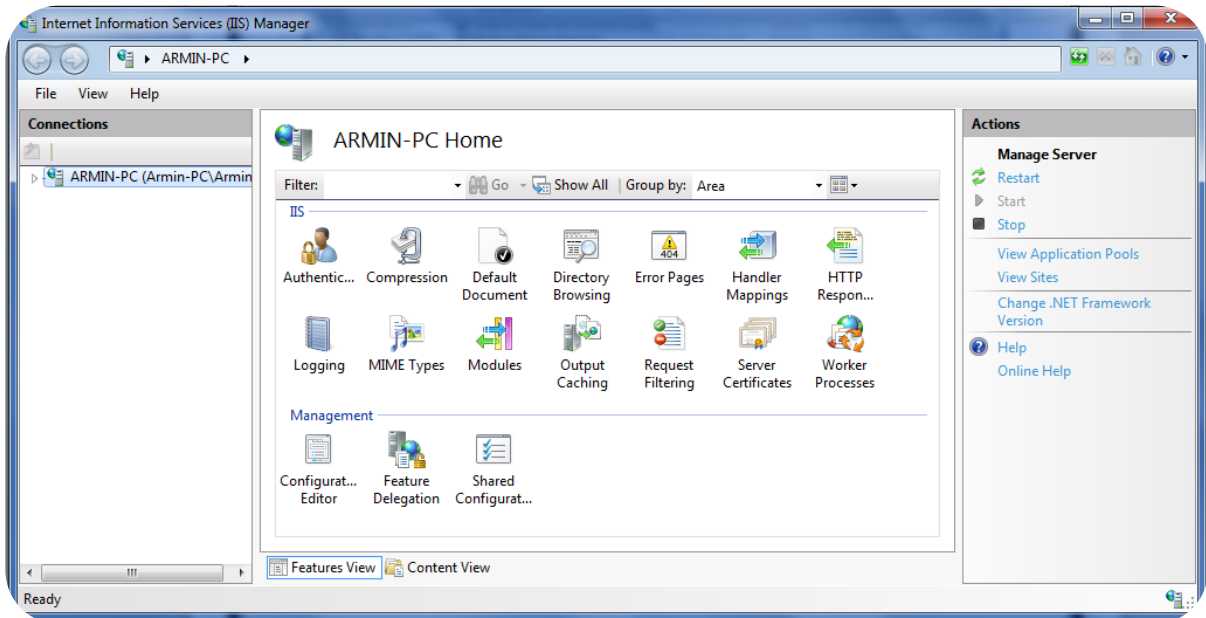 Internet Information Services (IIS) Manager
ARMIN-PC
File View Help
Connections
ARMIN-PC (Armin-PC\Armin
ARMIN-PC Home
Filter: Go Show All Group by: Area
IIS
Authentic... Compression Default Directory Error Pages Handler HTTP
Document Browsing Mappings Respon...
Logging MIME Types Modules Output Request Server Worker
Caching Filtering Certificates Processes
Management
Configurat... Feature Shared
Editor Delegation Configurat...
Features View Content View
Actions
Manage Server
Restart
Start
Stop
View Application Pools
View Sites
Change .NET Framework
Version
Help
Online Help
Ready